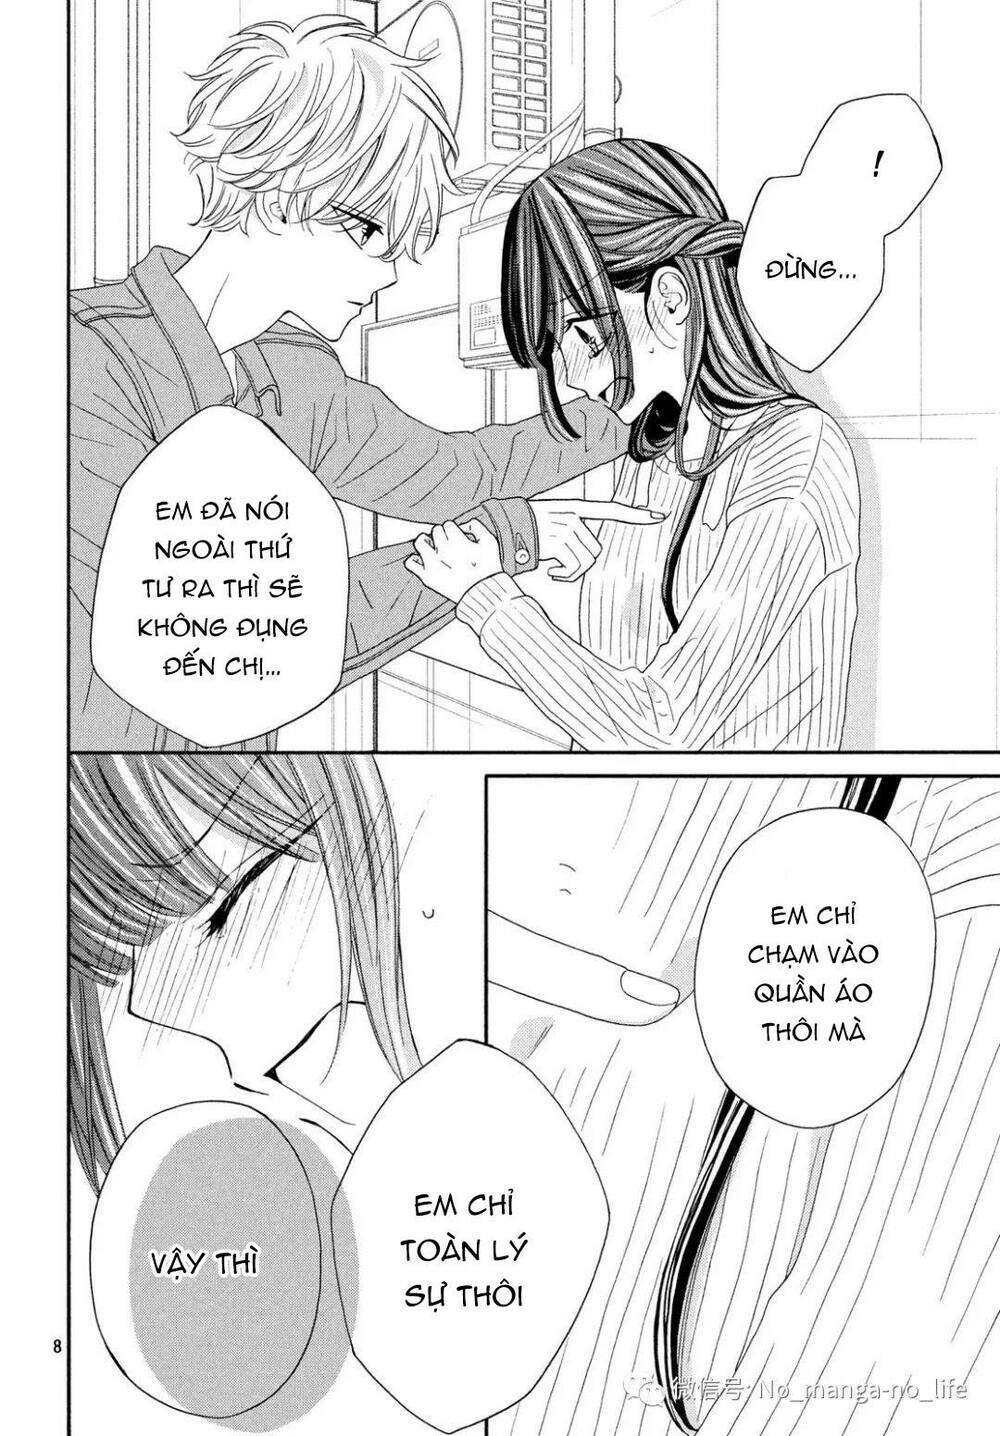 !
ĐỪNG...
EM ĐÃ NÓI
NGOÀI THỨ
TƯ RA THÌ SẼ
KHÔNG ĐỤNG
ĐẾN CHỊ...
EM CHỈ
CHẠM VÀO
QUẦN ÁO
THÔI MÀ
EM CHỈ
TOÀN LÝ
SỰ THÔI
VẬY THÌ
8
微信号: No_manga-no_life